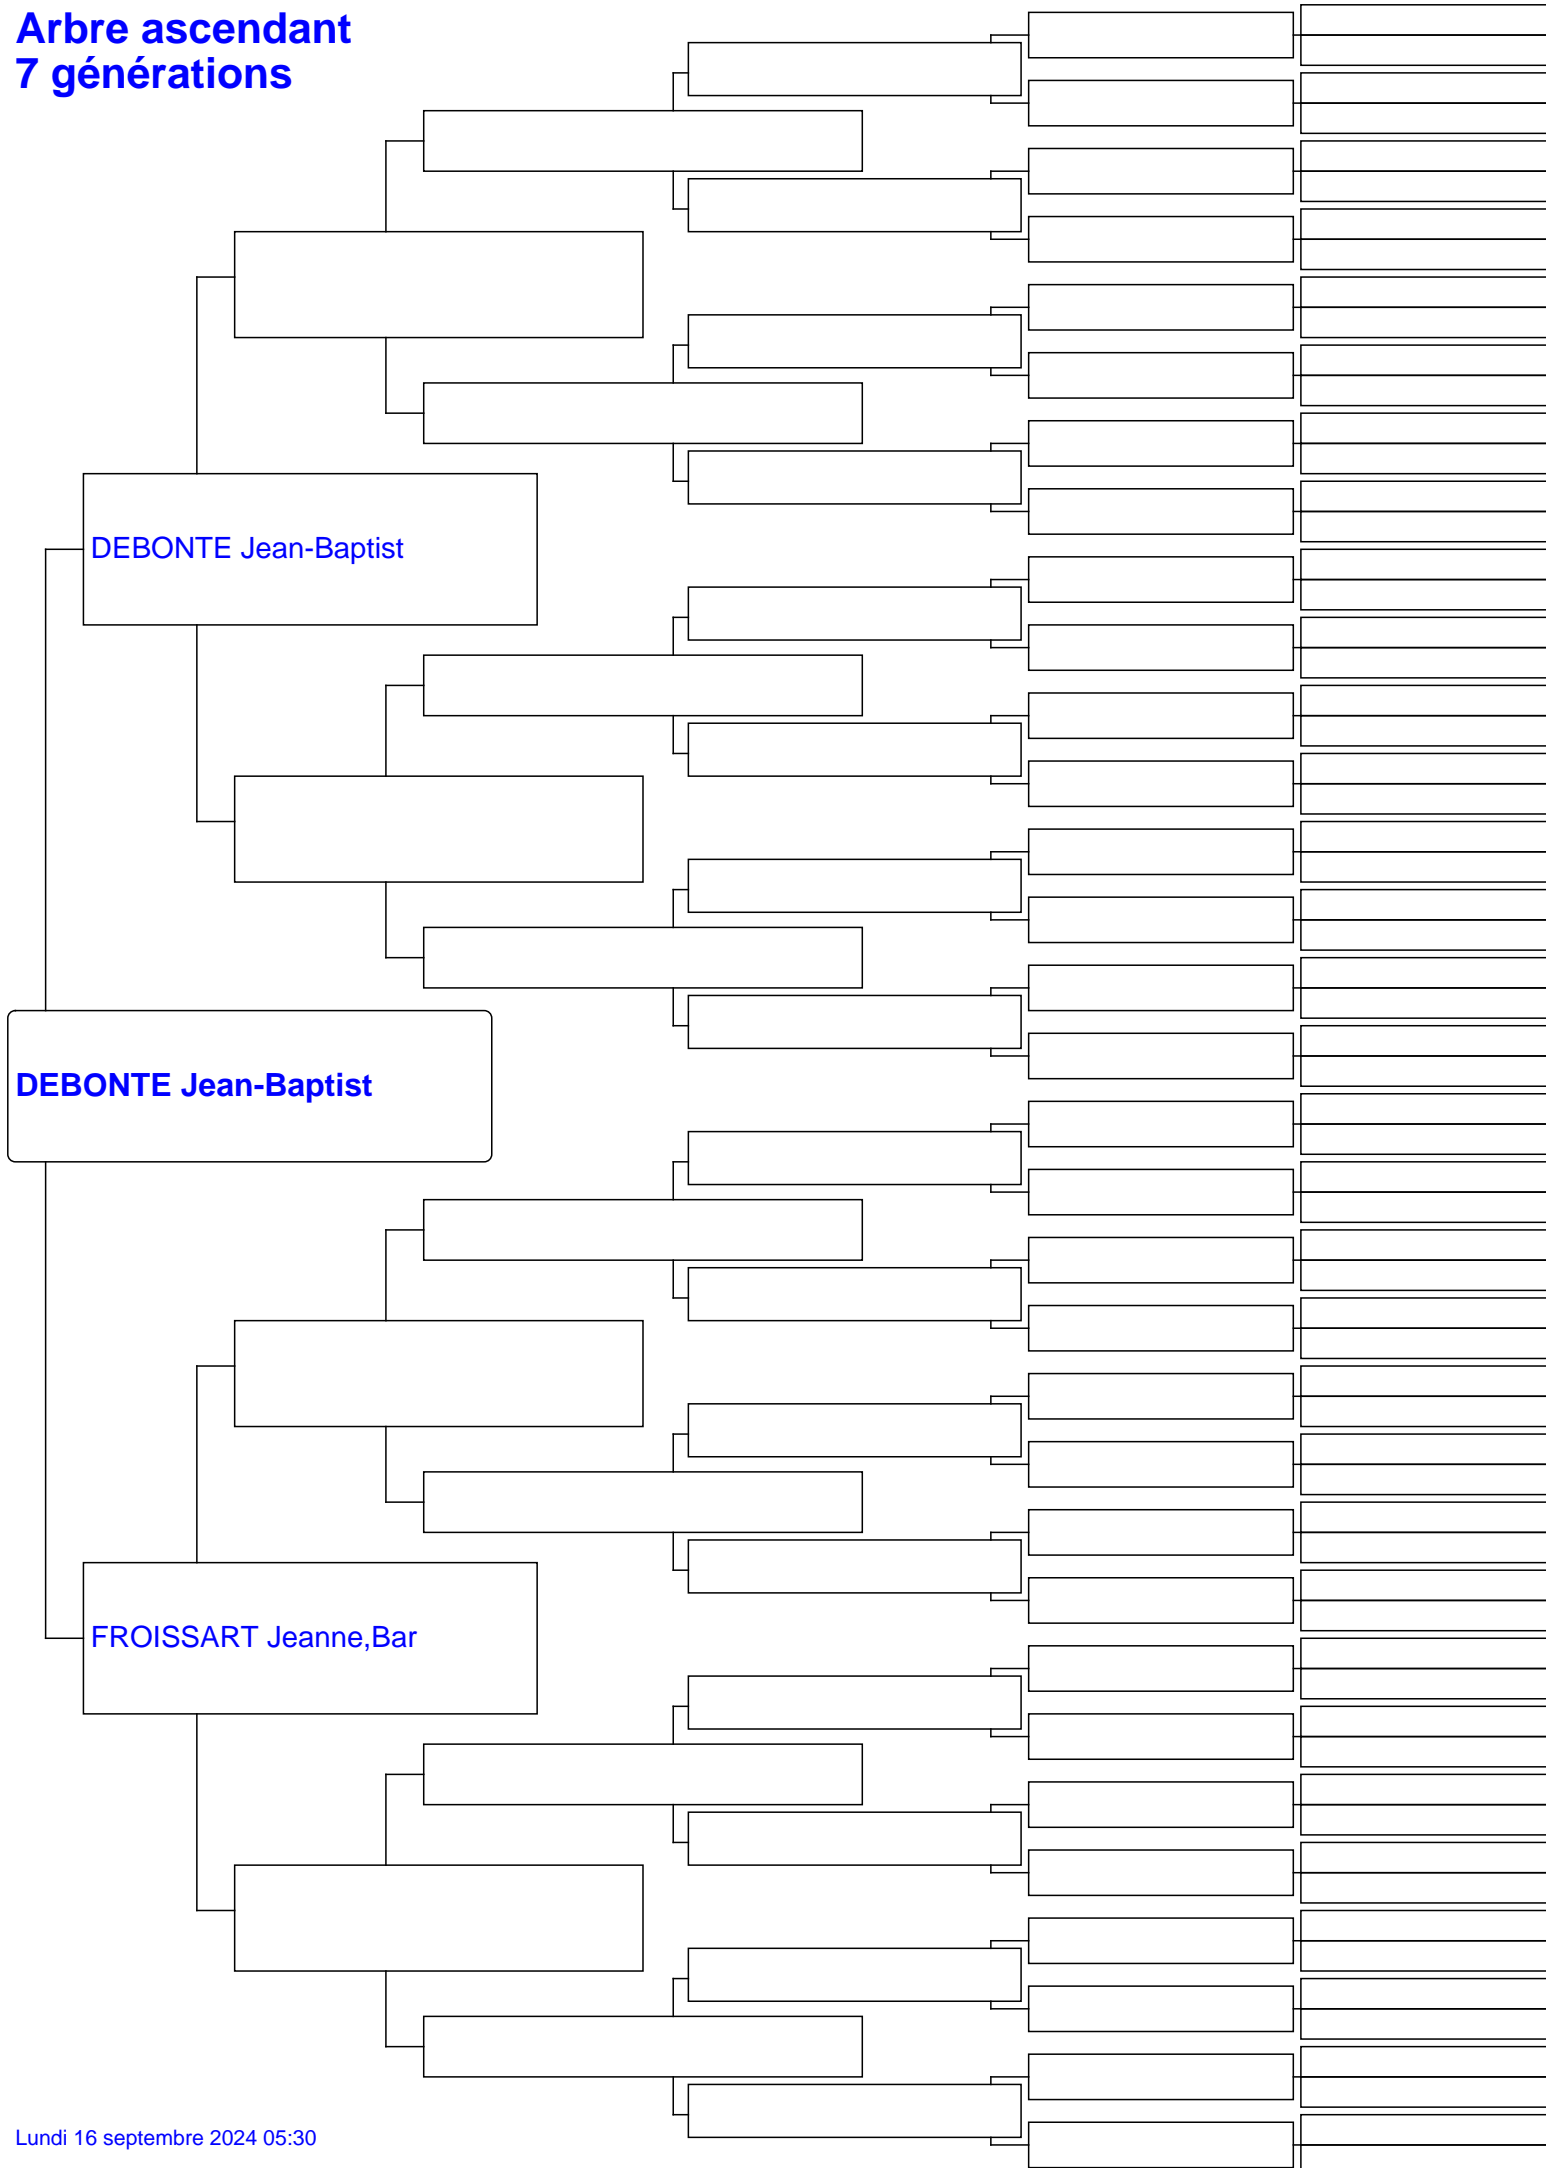 Arbre ascendant
7 générations
DEBONTE Jean-Baptist
DEBONTE Jean-Baptist
FROISSART Jeanne,Bar
Lundi 16 septembre 2024 05:30